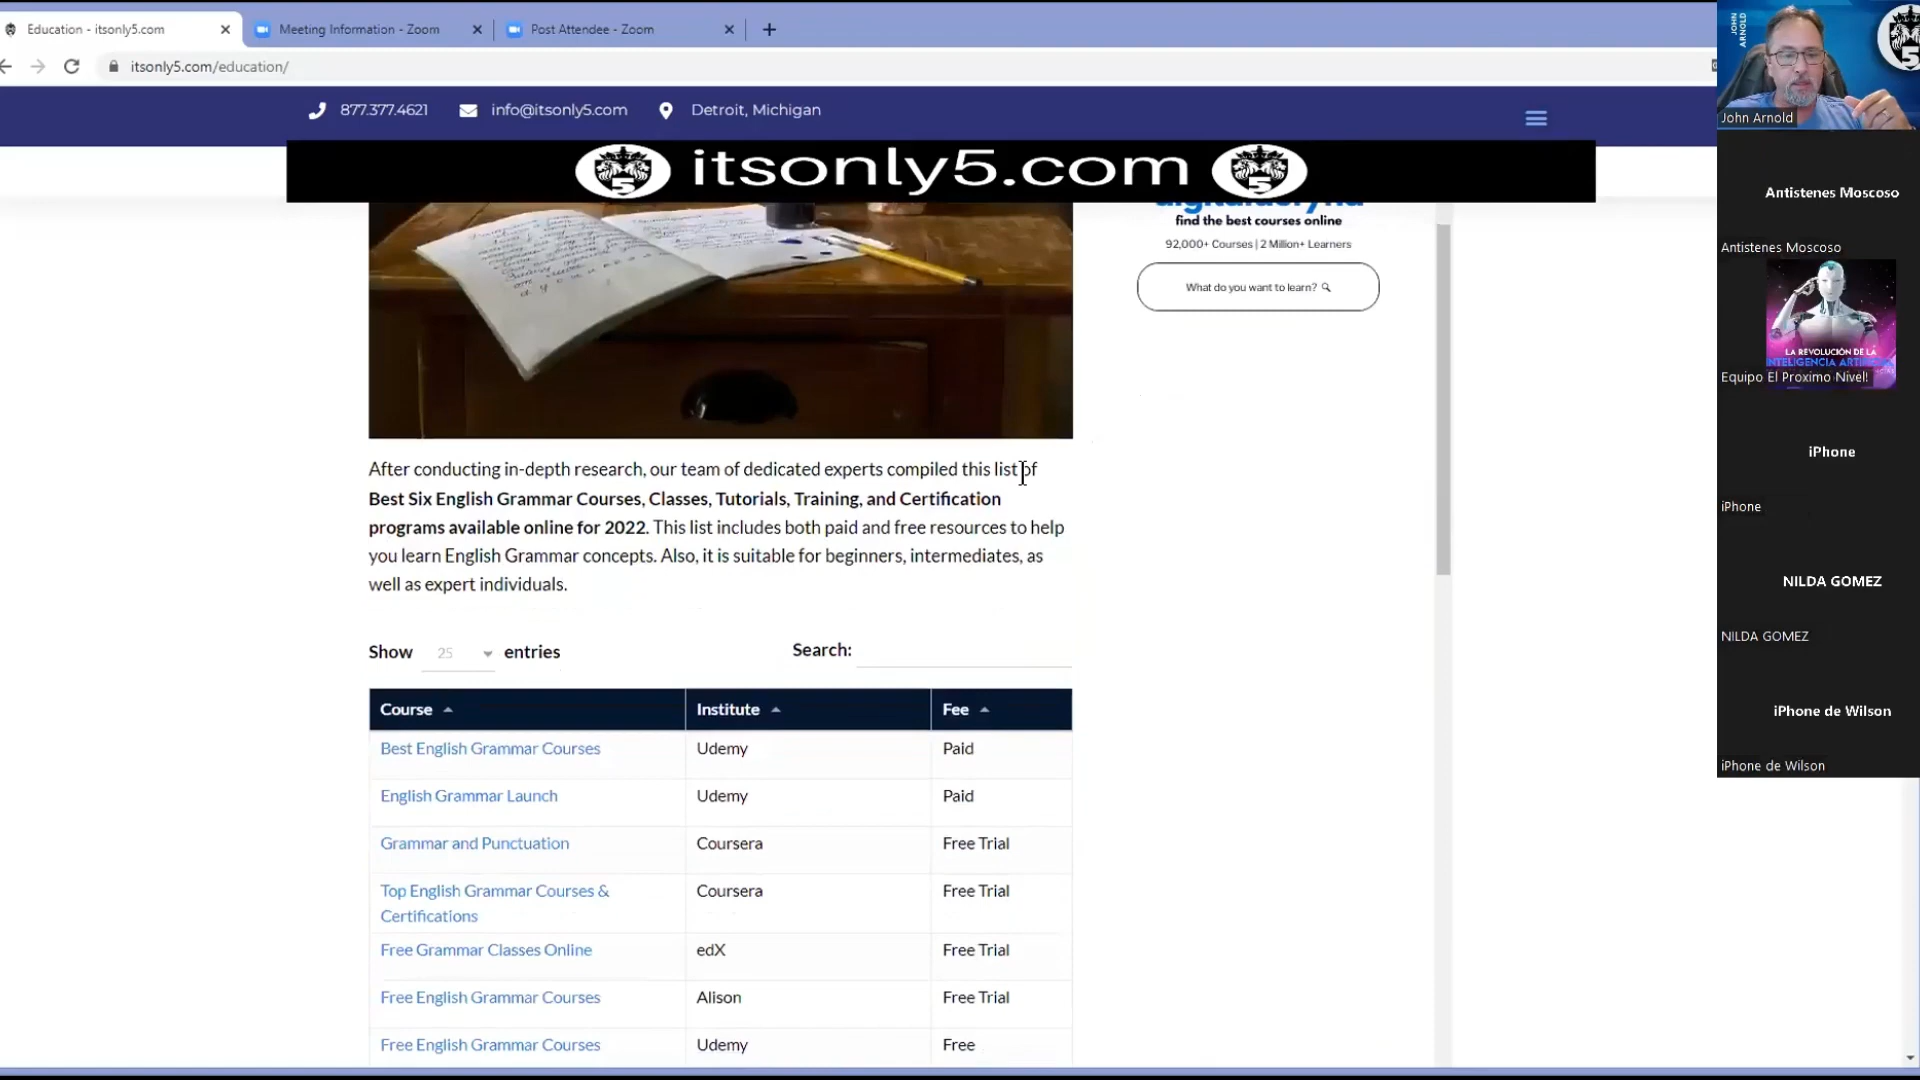 Education - itsonly5.com
Meeting Information - Zoom
Post Attendee - Zoom
itsonly5.com/education/
877.377.4621
info@itsonly5.com
Detroit, Michigan
itsonly5.com
find the best courses online
92,000+ Courses | 2 Million+ Learners
What do you want to learn?
After conducting in-depth research, our team of dedicated experts compiled this list of
Best Six English Grammar Courses, Classes, Tutorials, Training, and Certification
programs available online for 2022. This list includes both paid and free resources to help
you learn English Grammar concepts. Also, it is suitable for beginners, intermediates, as
well as expert individuals.
Show 25 entries
Search:
Course Institute Fee
Best English Grammar Courses Udemy Paid
English Grammar Launch Udemy Paid
Grammar and Punctuation Coursera Free Trial
Top English Grammar Courses & Coursera Free Trial
Certifications
Free Grammar Classes Online edX Free Trial
Free English Grammar Courses Alison Free Trial
Free English Grammar Courses Udemy Free
JOHN
ARNOLD
5
John Arnold
Antistenes Moscoso
Antistenes Moscoso
LA REVOLUCIÓN DE LA
INTELIGENCIA
Equipo El Proximo Nivel!
iPhone
iPhone
NILDA GOMEZ
NILDA GOMEZ
iPhone de Wilson
iPhone de Wilson